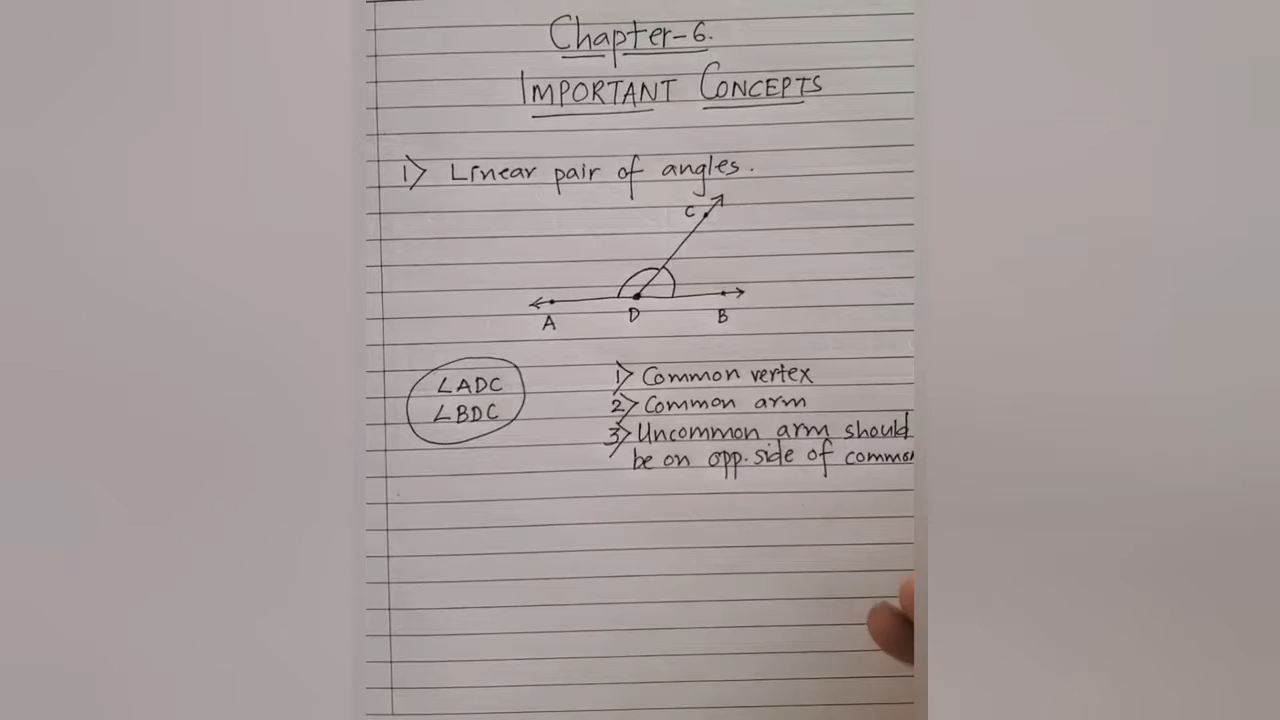 Chapter-6.
IMPORTANT CONCEPTS
1> Linear pair of angles.
C
A D B
∠ADC
∠BDC
1> Common vertex
2> Common arm
3> Uncommon arm should
be on opp. side of common